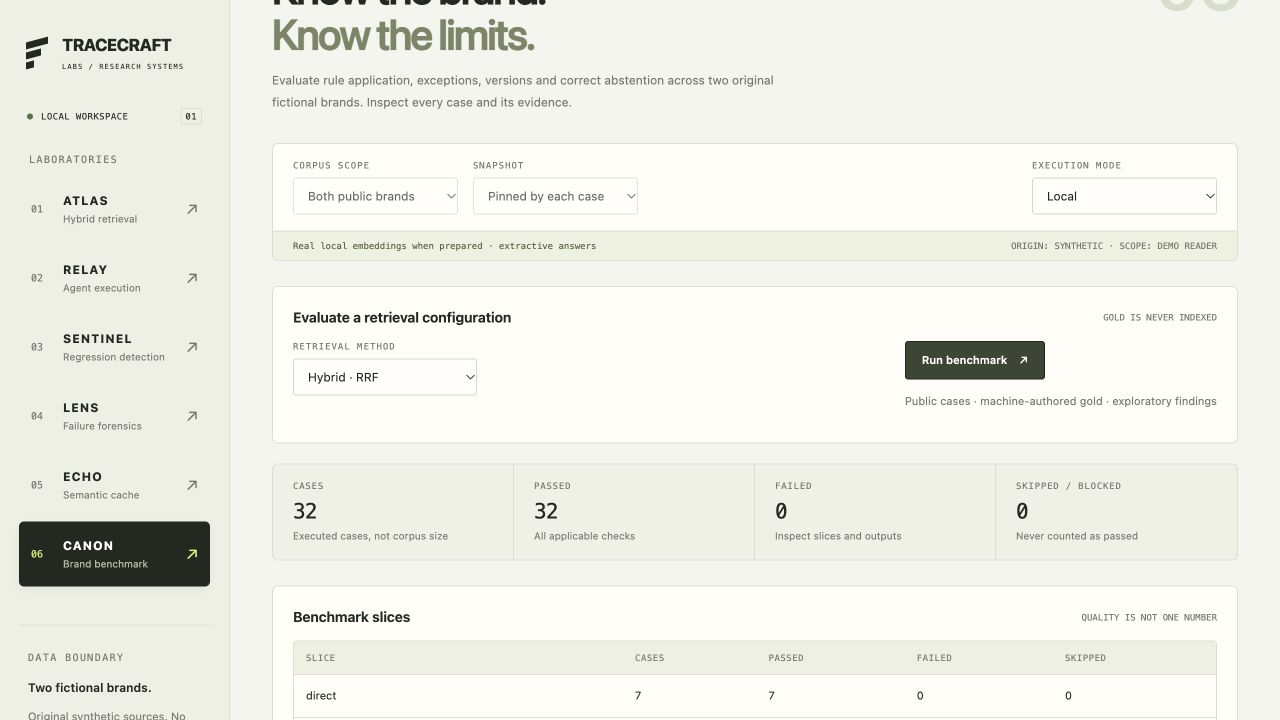 TRACECRAFT
LABS / RESEARCH SYSTEMS
LOCAL WORKSPACE 01
LABORATORIES
01 ATLAS
Hybrid retrieval
02 RELAY
Agent execution
03 SENTINEL
Regression detection
04 LENS
Failure forensics
05 ECHO
Semantic cache
06 CANON
Brand benchmark
DATA BOUNDARY
Two fictional brands.
Original synthetic sources. No
Know the brand.
Know the limits.
Evaluate rule application, exceptions, versions and correct abstention across two original
fictional brands. Inspect every case and its evidence.
CORPUS SCOPE SNAPSHOT EXECUTION MODE
Both public brands Pinned by each case Local
Real local embeddings when prepared · extractive answers ORIGIN: SYNTHETIC · SCOPE: DEMO READER
Evaluate a retrieval configuration GOLD IS NEVER INDEXED
RETRIEVAL METHOD
Hybrid · RRF
Run benchmark
Public cases · machine-authored gold · exploratory findings
CASES PASSED FAILED SKIPPED / BLOCKED
32 32 0 0
Executed cases, not corpus size All applicable checks Inspect slices and outputs Never counted as passed
Benchmark slices QUALITY IS NOT ONE NUMBER
SLICE CASES PASSED FAILED SKIPPED
direct 7 7 0 0